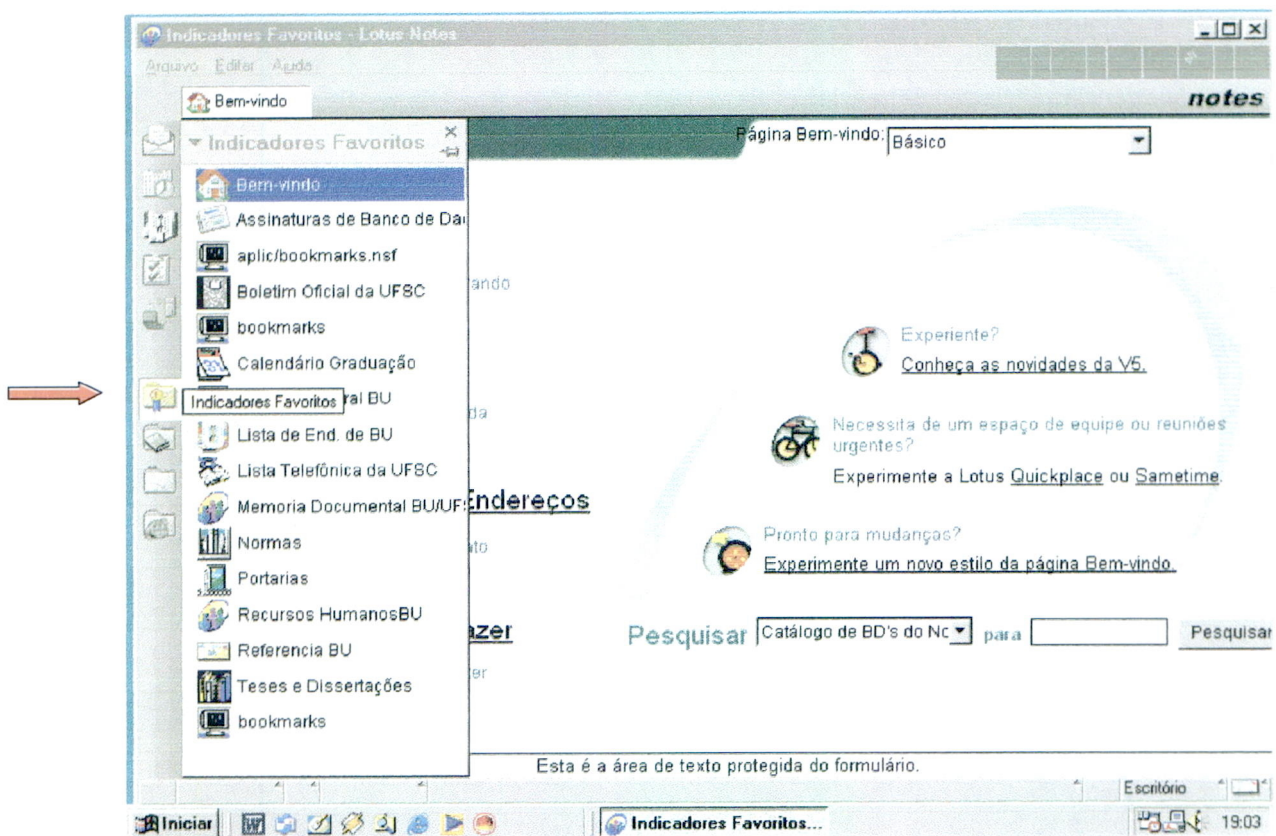 Indicadores Favoritos - Lotus Notes
Arquivo Editar Ajuda
Bem-vindo
notes
Indicadores Favoritos
Página Bem-vindo: Básico
Bem-vindo
Assinaturas de Banco de Da
aplic/bookmarks.nsf
ando
Boletim Oficial da UFSC
bookmarks
Experiente?
Conheça as novidades da V5.
Calendário Graduação
Indicadores Favoritos ral BU
da
Lista de End. de BU
Necessita de um espaço de equipe ou reuniões
urgentes?
Lista Telefônica da UFSC
Experimente a Lotus Quickplace ou Sametime.
Memoria Documental BU/UFS
Endereços
Normas
ato
Pronto para mudanças?
Experimente um novo estilo da página Bem-vindo.
Portarias
Recursos HumanosBU
azer
Pesquisar Catálogo de BD's do Nc para Pesquisar
Referencia BU
er
Teses e Dissertações
bookmarks
Esta é a área de texto protegida do formulário.
Escritório
Iniciar
Indicadores Favoritos...
19:03